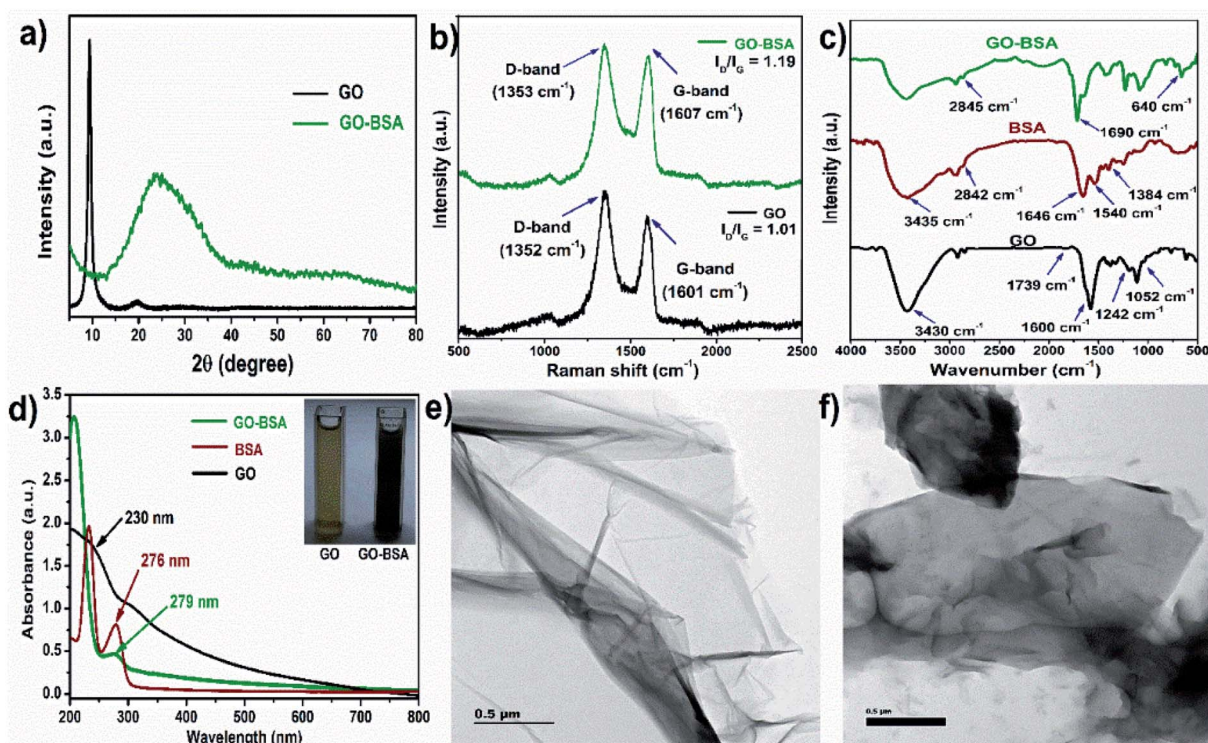 a)
Intensity (a.u.)
GO
GO-BSA
10 20 30 40 50 60 70 80
2θ (degree)
b)
Intensity (a.u.)
GO-BSA
I_D/I_G = 1.19
D-band
(1353 cm⁻¹)
G-band
(1607 cm⁻¹)
GO
I_D/I_G = 1.01
D-band
(1352 cm⁻¹)
G-band
(1601 cm⁻¹)
500 1000 1500 2000 2500
Raman shift (cm⁻¹)
c)
Intensity (a.u.)
GO-BSA
2845 cm⁻¹
640 cm⁻¹
1690 cm⁻¹
BSA
2842 cm⁻¹
1384 cm⁻¹
3435 cm⁻¹
1646 cm⁻¹
1540 cm⁻¹
GO
1739 cm⁻¹
1052 cm⁻¹
3430 cm⁻¹
1600 cm⁻¹
1242 cm⁻¹
4000 3500 3000 2500 2000 1500 1000 500
Wavenumber (cm⁻¹)
d)
Absorbance (a.u.)
3.5
3.0
2.5
2.0
1.5
1.0
0.5
0.0
GO-BSA
BSA
GO
230 nm
276 nm
279 nm
GO GO-BSA
200 300 400 500 600 700 800
Wavelength (nm)
e)
0.5 µm
f)
0.5 µm